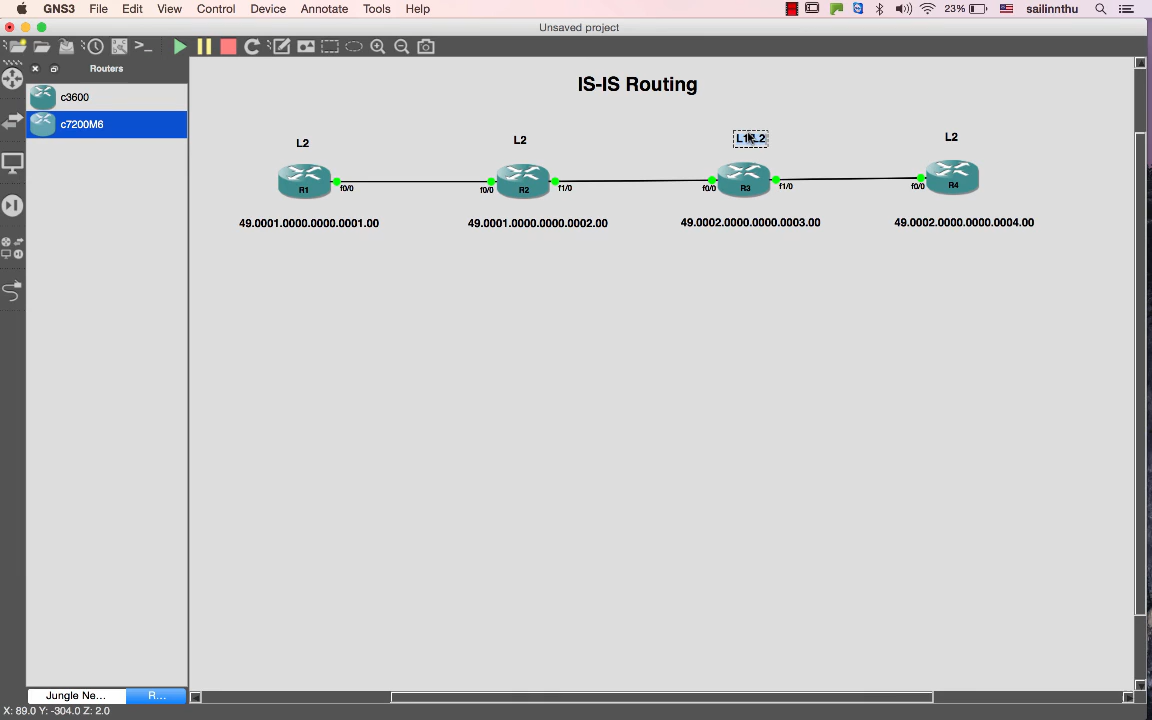 GNS3 File Edit View Control Device Annotate Tools Help 23% sailinnthu
Unsaved project
Routers
c3600
c7200M6
IS-IS Routing
L2 L2 L2
R1 f0/0 f0/0 R2 f1/0 f0/0 R3 f1/0 f0/0 R4
49.0001.0000.0000.0001.00 49.0001.0000.0000.0002.00 49.0002.0000.0000.0003.00 49.0002.0000.0000.0004.00
Jungle Ne... R...
X: 89.0 Y: -304.0 Z: 2.0